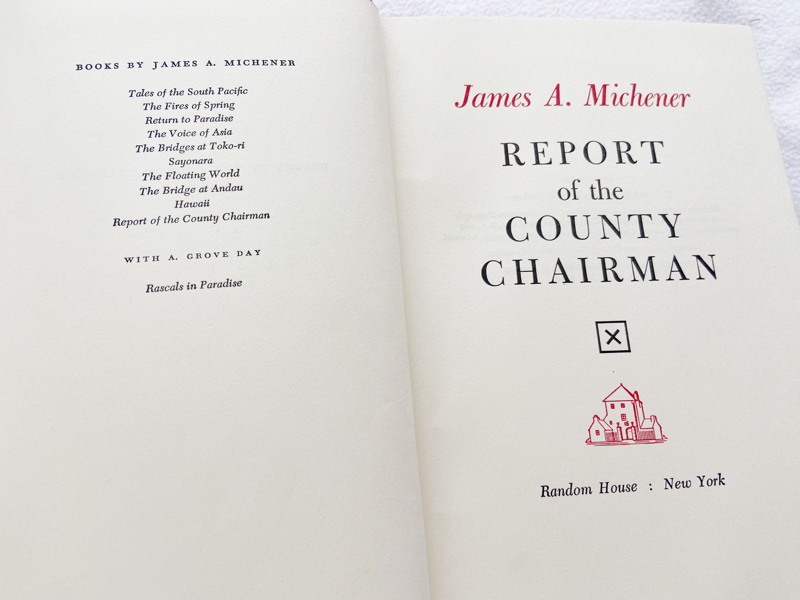 BOOKS BY JAMES A. MICHENER
Tales of the South Pacific
The Fires of Spring
Return to Paradise
The Voice of Asia
The Bridges at Toko-ri
Sayonara
The Floating World
The Bridge at Andau
Hawaii
Report of the County Chairman
WITH A. GROVE DAY
Rascals in Paradise
James A. Michener
REPORT
of the
COUNTY
CHAIRMAN
Random House : New York